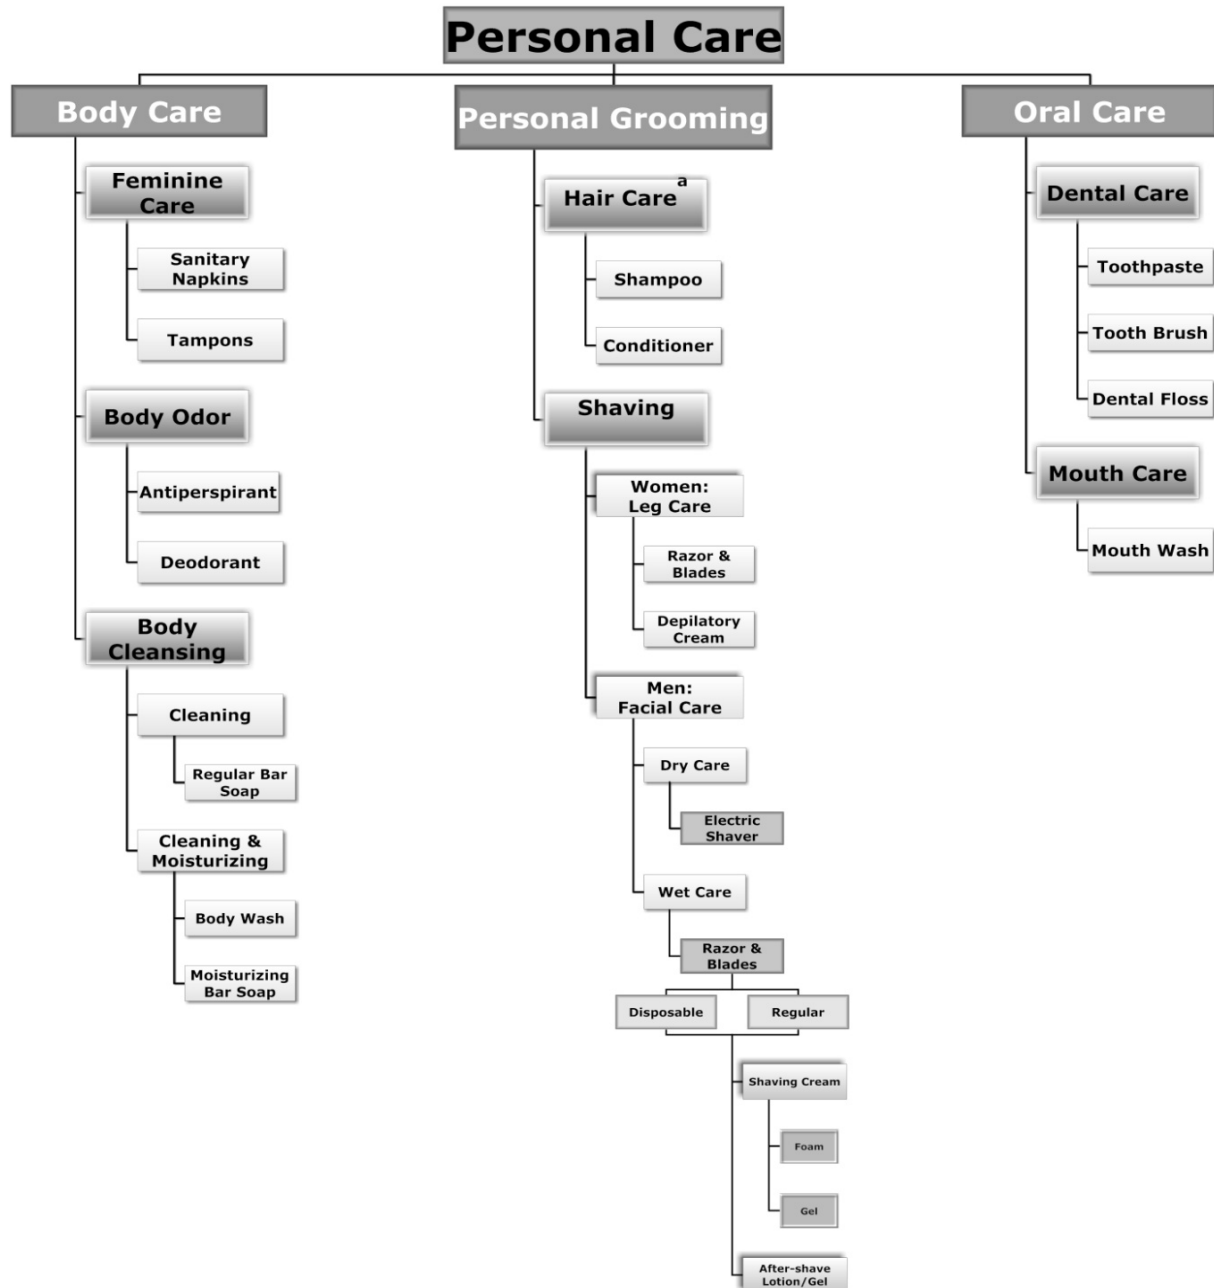 Personal Care
Body Care
Feminine
Care
Sanitary
Napkins
Tampons
Body Odor
Antiperspirant
Deodorant
Body
Cleansing
Cleaning
Regular Bar
Soap
Cleaning &
Moisturizing
Body Wash
Moisturizing
Bar Soap
Personal Grooming
Hair Care a
Shampoo
Conditioner
Shaving
Women:
Leg Care
Razor &
Blades
Depilatory
Cream
Men:
Facial Care
Dry Care
Electric
Shaver
Wet Care
Razor &
Blades
Disposable
Regular
Shaving Cream
Foam
Gel
After-shave
Lotion/Gel
Oral Care
Dental Care
Toothpaste
Tooth Brush
Dental Floss
Mouth Care
Mouth Wash